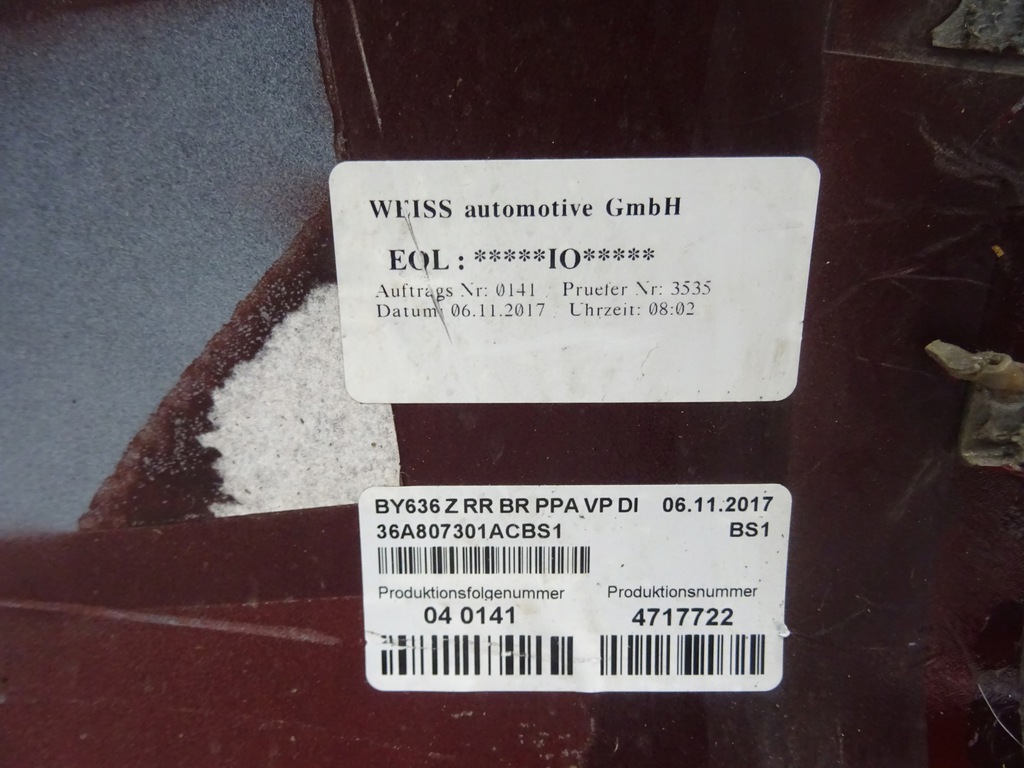 WEISS automotive GmbH
EOL : *****IO*****
Auftrags Nr: 0141 Pruefer Nr: 3535
Datum: 06.11.2017 Uhrzeit: 08:02
BY636 Z RR BR PPA VP DI 06.11.2017
36A807301ACBS1 BS1
Produktionsfolgenummer Produktionsnummer
04 0141 4717722